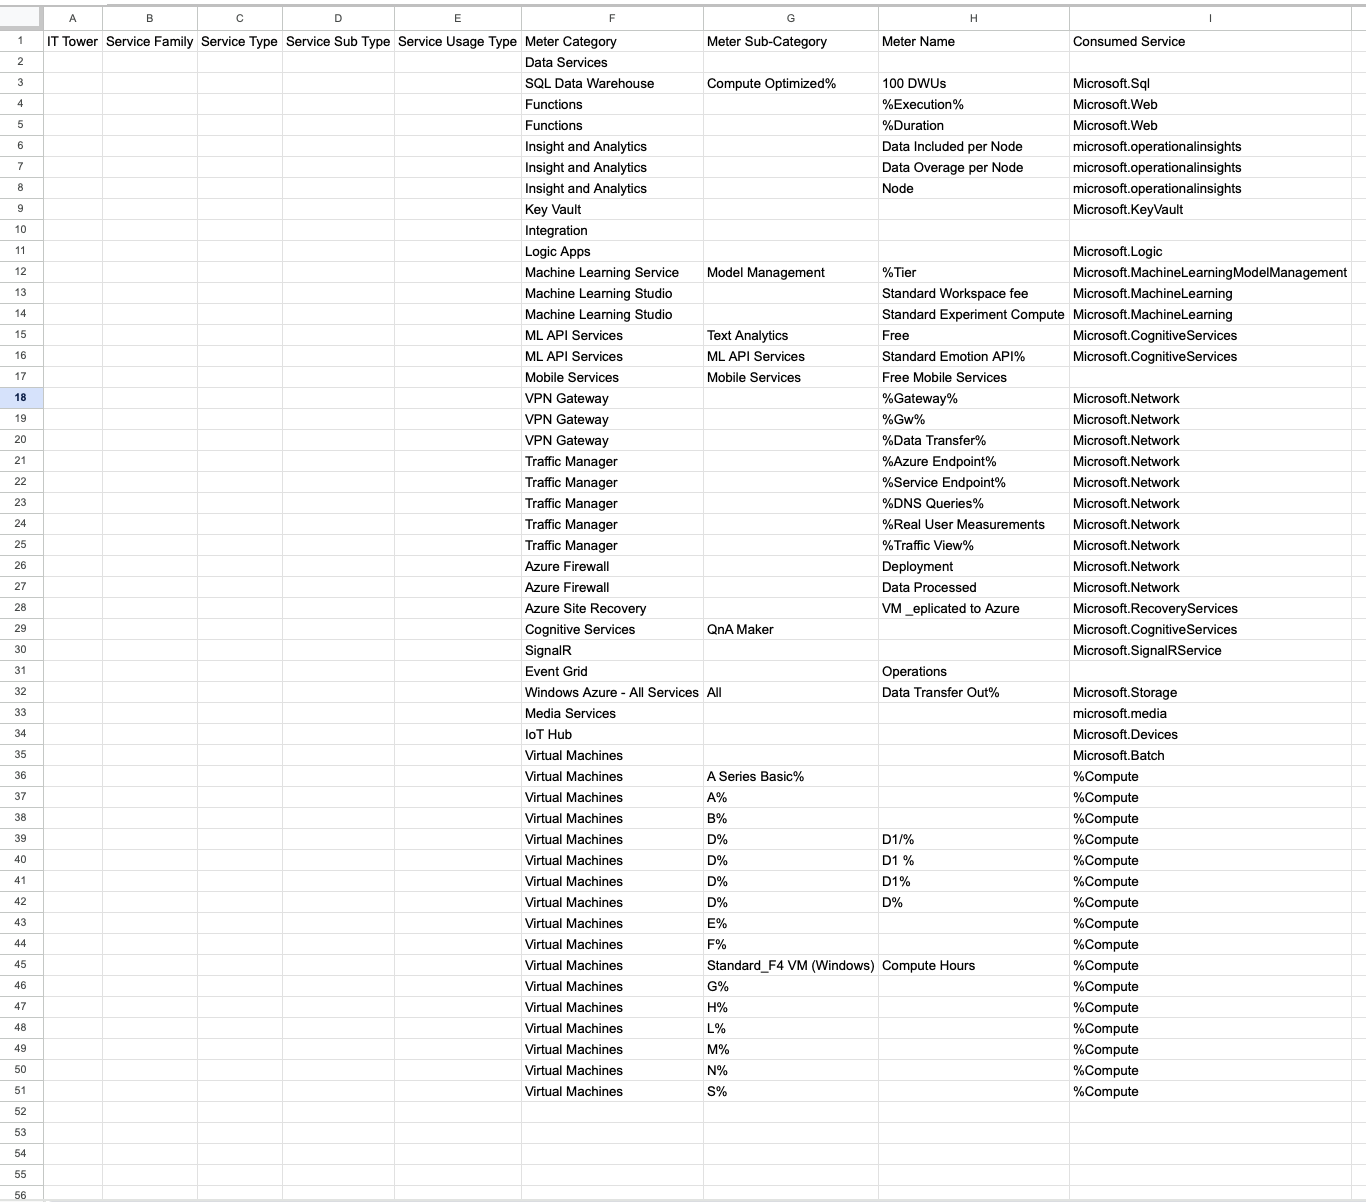 A B C D E F G H I
1 IT Tower Service Family Service Type Service Sub Type Service Usage Type Meter Category Meter Sub-Category Meter Name Consumed Service
2 Data Services
3 SQL Data Warehouse Compute Optimized% 100 DWUs Microsoft.Sql
4 Functions %Execution% Microsoft.Web
5 Functions %Duration Microsoft.Web
6 Insight and Analytics Data Included per Node microsoft.operationalinsights
7 Insight and Analytics Data Overage per Node microsoft.operationalinsights
8 Insight and Analytics Node microsoft.operationalinsights
9 Key Vault Microsoft.KeyVault
10 Integration
11 Logic Apps Microsoft.Logic
12 Machine Learning Service Model Management %Tier Microsoft.MachineLearningModelManagement
13 Machine Learning Studio Standard Workspace fee Microsoft.MachineLearning
14 Machine Learning Studio Standard Experiment Compute Microsoft.MachineLearning
15 ML API Services Text Analytics Free Microsoft.CognitiveServices
16 ML API Services ML API Services Standard Emotion API% Microsoft.CognitiveServices
17 Mobile Services Mobile Services Free Mobile Services
18 VPN Gateway %Gateway% Microsoft.Network
19 VPN Gateway %Gw% Microsoft.Network
20 VPN Gateway %Data Transfer% Microsoft.Network
21 Traffic Manager %Azure Endpoint% Microsoft.Network
22 Traffic Manager %Service Endpoint% Microsoft.Network
23 Traffic Manager %DNS Queries% Microsoft.Network
24 Traffic Manager %Real User Measurements Microsoft.Network
25 Traffic Manager %Traffic View% Microsoft.Network
26 Azure Firewall Deployment Microsoft.Network
27 Azure Firewall Data Processed Microsoft.Network
28 Azure Site Recovery VM _eplicated to Azure Microsoft.RecoveryServices
29 Cognitive Services QnA Maker Microsoft.CognitiveServices
30 SignalR Microsoft.SignalRService
31 Event Grid Operations
32 Windows Azure - All Services All Data Transfer Out% Microsoft.Storage
33 Media Services microsoft.media
34 IoT Hub Microsoft.Devices
35 Virtual Machines Microsoft.Batch
36 Virtual Machines A Series Basic% %Compute
37 Virtual Machines A% %Compute
38 Virtual Machines B% %Compute
39 Virtual Machines D% D1/% %Compute
40 Virtual Machines D% D1 % %Compute
41 Virtual Machines D% D1% %Compute
42 Virtual Machines D% D% %Compute
43 Virtual Machines E% %Compute
44 Virtual Machines F% %Compute
45 Virtual Machines Standard_F4 VM (Windows) Compute Hours %Compute
46 Virtual Machines G% %Compute
47 Virtual Machines H% %Compute
48 Virtual Machines L% %Compute
49 Virtual Machines M% %Compute
50 Virtual Machines N% %Compute
51 Virtual Machines S% %Compute
52
53
54
55
56